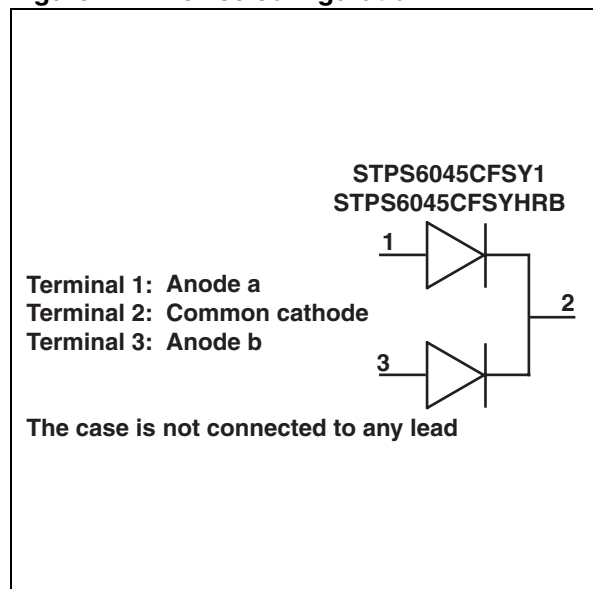 STPS6045CFSY1
STPS6045CFSYHRB
1
Terminal 1: Anode a
Terminal 2: Common cathode
2
Terminal 3: Anode b
3
The case is not connected to any lead